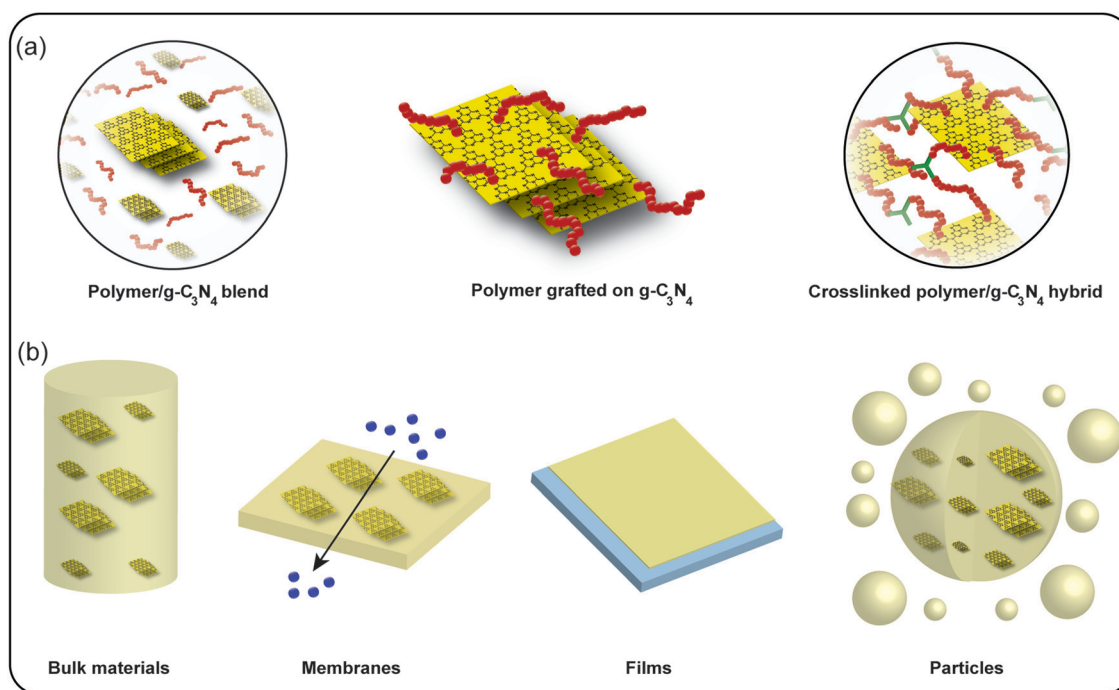 (a)
Polymer/g-C₃N₄ blend
Polymer grafted on g-C₃N₄
Crosslinked polymer/g-C₃N₄ hybrid
(b)
Bulk materials
Membranes
Films
Particles